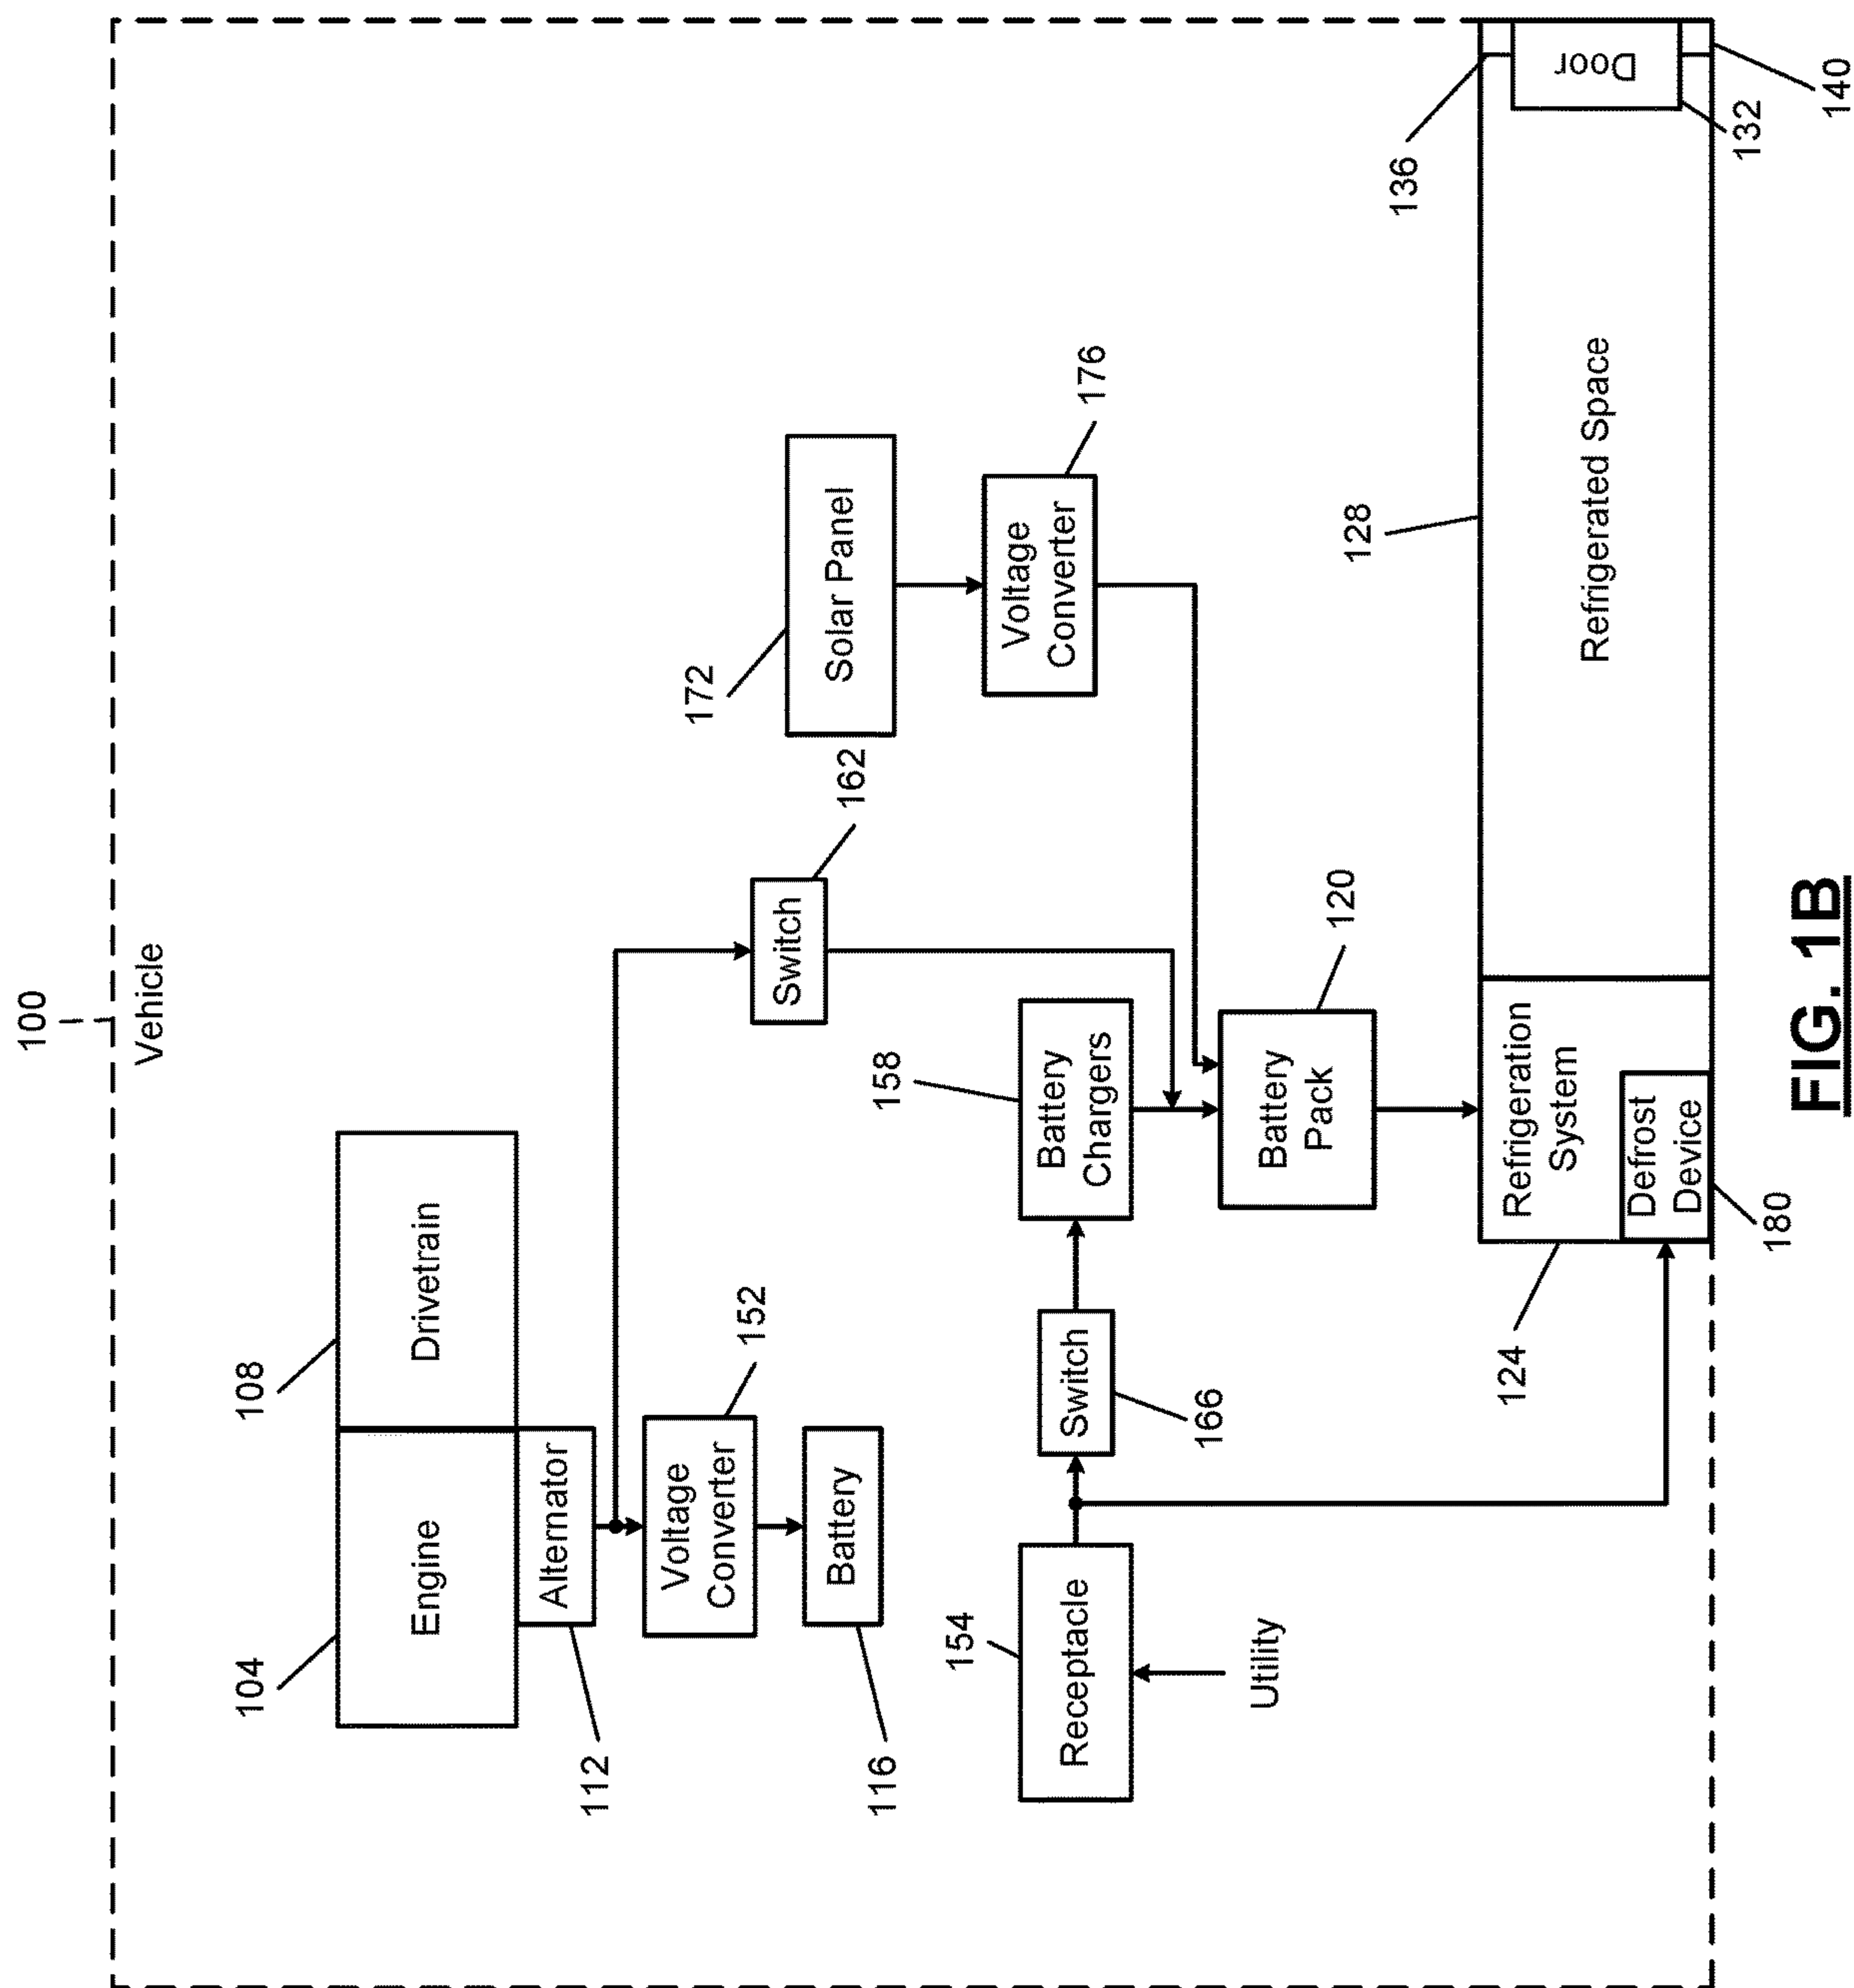 100
Vehicle
104
108
Engine
Drivetrain
112
Alternator
152
Voltage
Converter
116
Battery
162
Switch
172
Solar Panel
176
Voltage
Converter
154
Receptacle
Utility
166
Switch
158
Battery
Chargers
120
Battery
Pack
124
Refrigeration
System
Defrost
Device
180
128
Refrigerated Space
136
Door
132
140
FIG. 1B